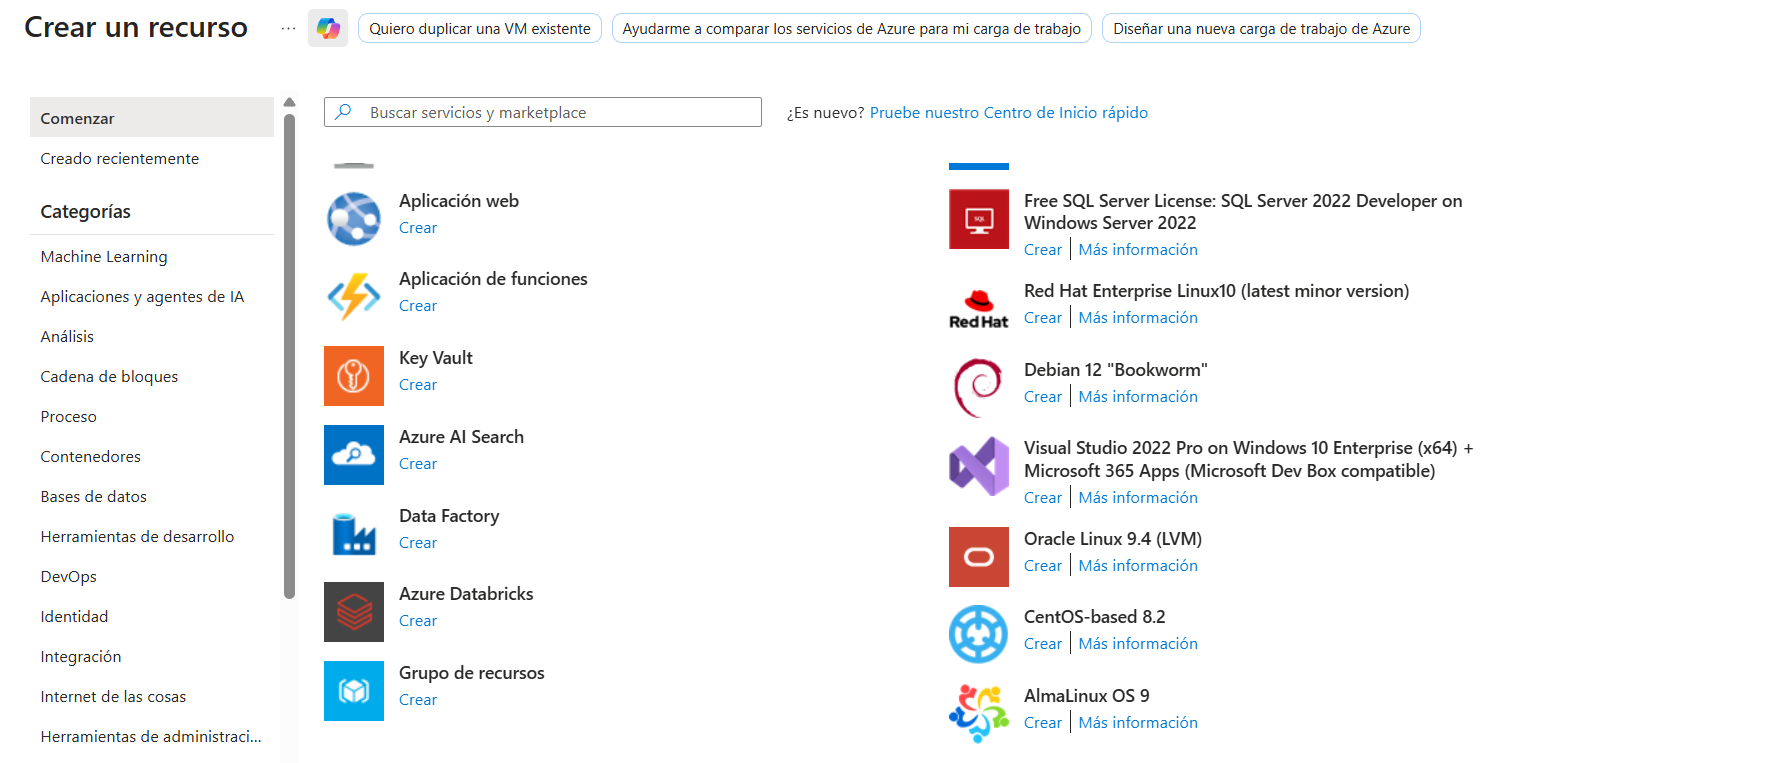 Crear un recurso
...
Quiero duplicar una VM existente
Ayudarme a comparar los servicios de Azure para mi carga de trabajo
Diseñar una nueva carga de trabajo de Azure
Comenzar
Creado recientemente
Categorías
Machine Learning
Aplicaciones y agentes de IA
Análisis
Cadena de bloques
Proceso
Contenedores
Bases de datos
Herramientas de desarrollo
DevOps
Identidad
Integración
Internet de las cosas
Herramientas de administraci...
Buscar servicios y marketplace
¿Es nuevo? Pruebe nuestro Centro de Inicio rápido
Aplicación web
Crear
Aplicación de funciones
Crear
Key Vault
Crear
Azure AI Search
Crear
Data Factory
Crear
Azure Databricks
Crear
Grupo de recursos
Crear
SQL
Free SQL Server License: SQL Server 2022 Developer on
Windows Server 2022
Crear | Más información
Red Hat
Red Hat Enterprise Linux10 (latest minor version)
Crear | Más información
Debian 12 "Bookworm"
Crear | Más información
Visual Studio 2022 Pro on Windows 10 Enterprise (x64) +
Microsoft 365 Apps (Microsoft Dev Box compatible)
Crear | Más información
Oracle Linux 9.4 (LVM)
Crear | Más información
CentOS-based 8.2
Crear | Más información
AlmaLinux OS 9
Crear | Más información